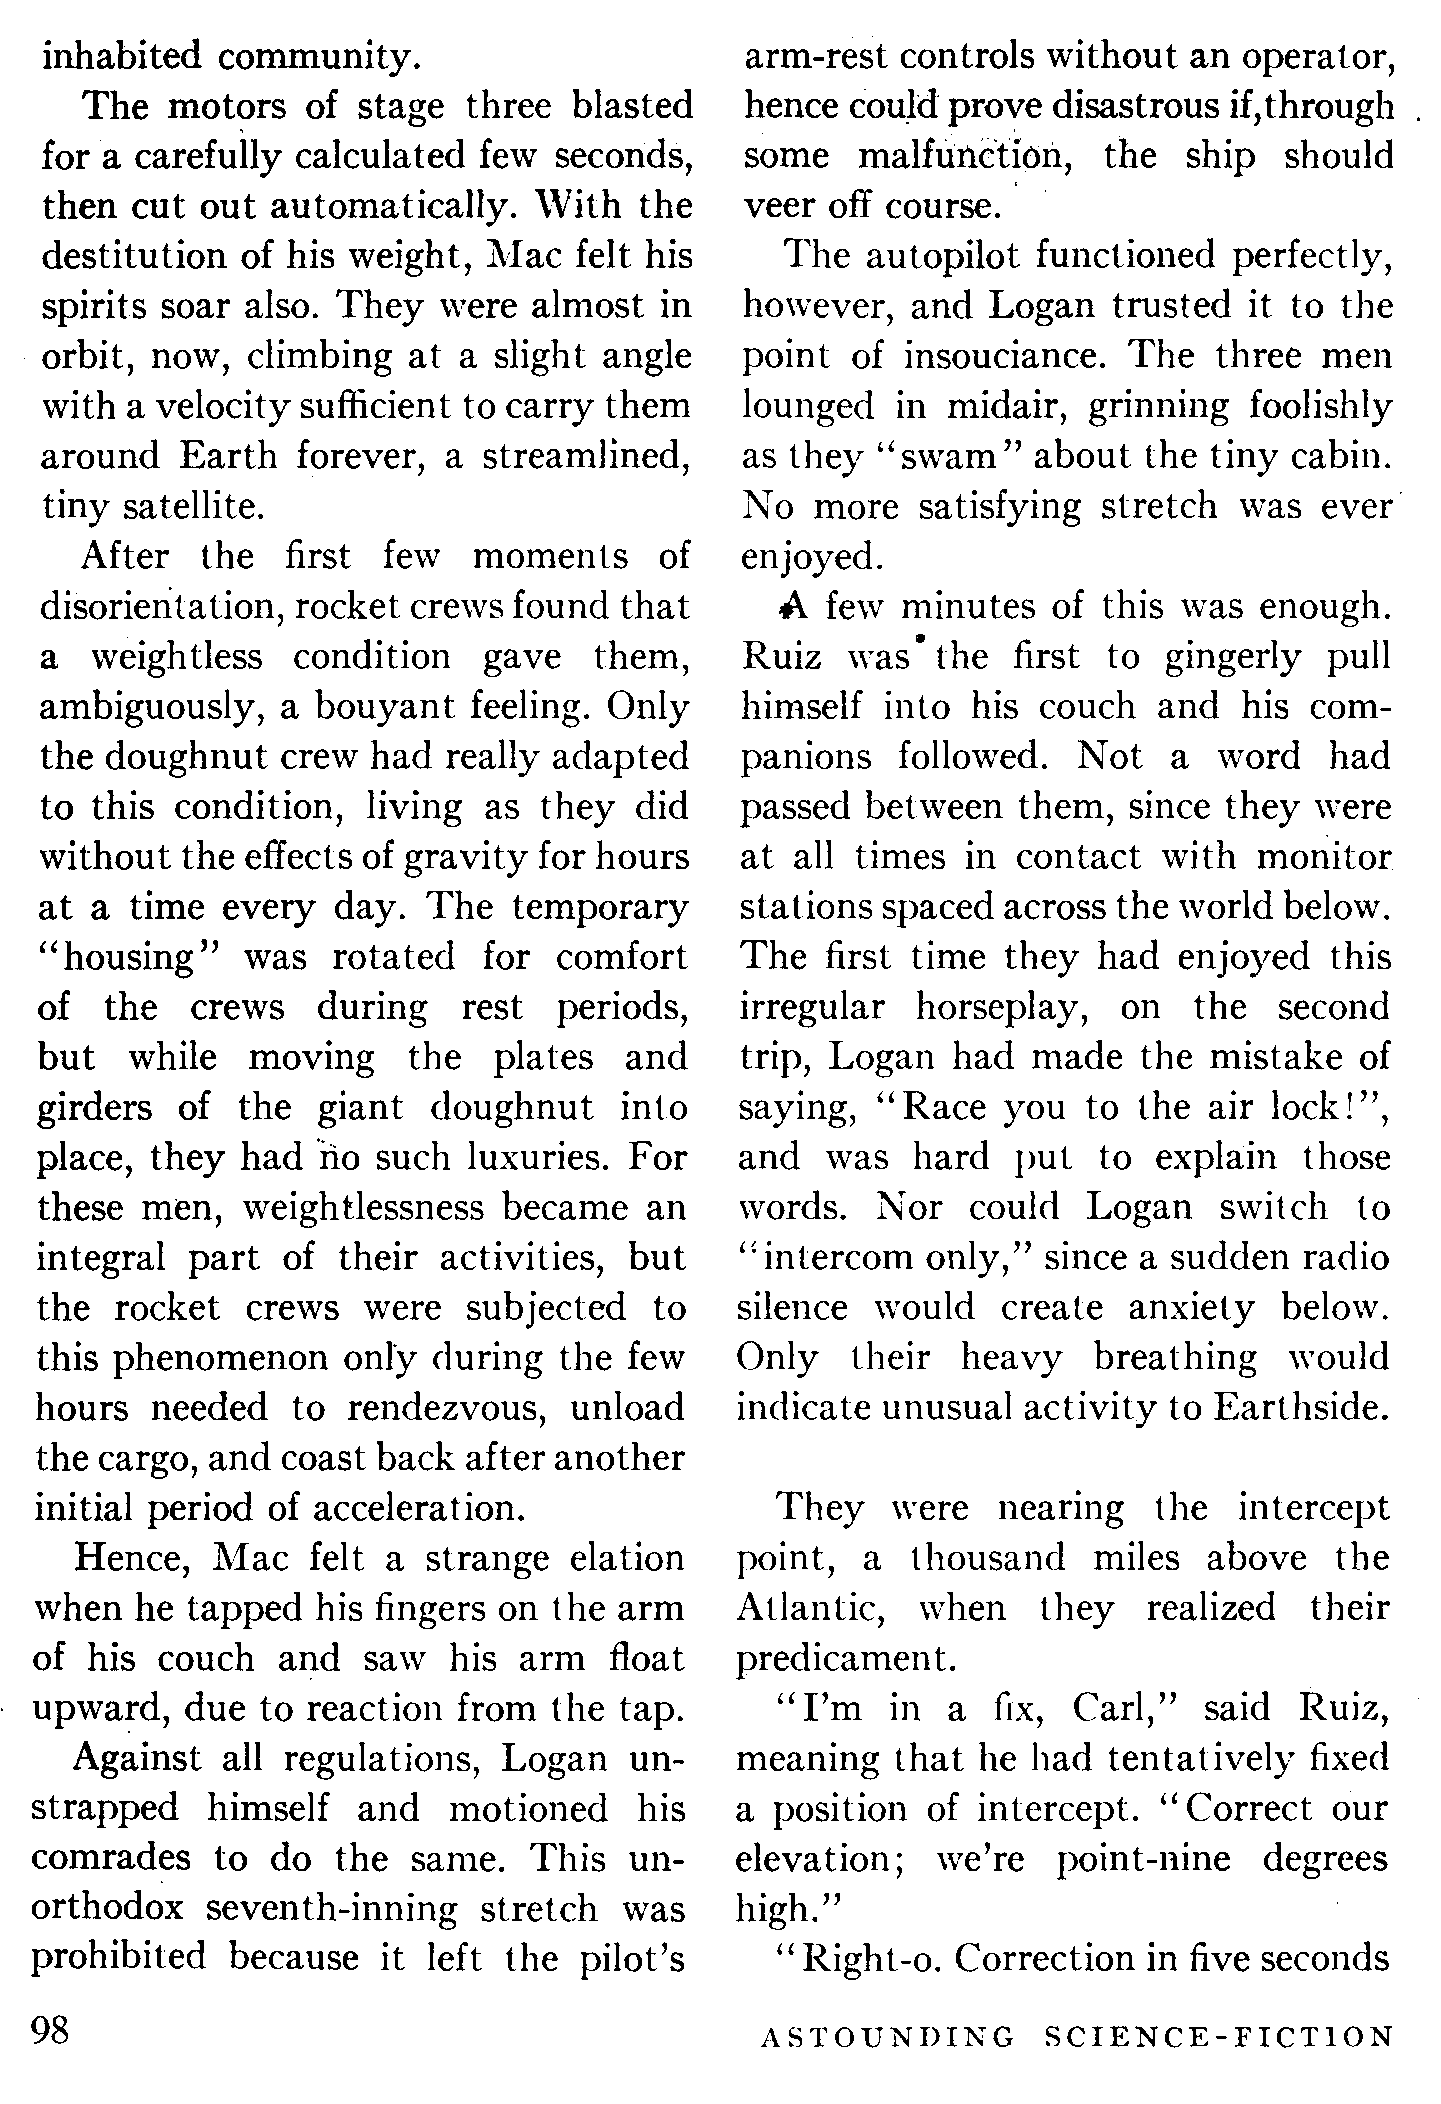 inhabited community.
The motors of stage three blasted
for a carefully calculated few seconds,
then cut out automatically. With the
destitution of his weight, Mac felt his
spirits soar also. They were almost in
orbit, now, climbing at a slight angle
with a velocity sufficient to carry them
around Earth forever, a streamlined,
tiny satellite.
After the first few moments of
disorientation, rocket crews found that
a weightless condition gave them,
ambiguously, a bouyant feeling. Only
the doughnut crew had really adapted
to this condition, living as they did
without the effects of gravity for hours
at a time every day. The temporary
“housing” was rotated for comfort
of the crews during rest periods,
but while moving the plates and
girders of the giant doughnut into
place, they had no such luxuries. For
these men, weightlessness became an
integral part of their activities, but
the rocket crews were subjected to
this phenomenon only during the few
hours needed to rendezvous, unload
the cargo, and coast back after another
initial period of acceleration.
Hence, Mac felt a strange elation
when he tapped his fingers on the arm
of his couch and saw his arm float
upward, due to reaction from the tap.
Against all regulations, Logan un-
strapped himself and motioned his
comrades to do the same. This un-
orthodox seventh-inning stretch was
prohibited because it left the pilot’s
arm-rest controls without an operator,
hence could prove disastrous if, through
some malfunction, the ship should
veer off course.
The autopilot functioned perfectly,
however, and Logan trusted it to the
point of insouciance. The three men
lounged in midair, grinning foolishly
as they “swam” about the tiny cabin.
No more satisfying stretch was ever
enjoyed.
A few minutes of this was enough.
Ruiz was the first to gingerly pull
himself into his couch and his com-
panions followed. Not a word had
passed between them, since they were
at all times in contact with monitor
stations spaced across the world below.
The first time they had enjoyed this
irregular horseplay, on the second
trip, Logan had made the mistake of
saying, “Race you to the air lock!”,
and was hard put to explain those
words. Nor could Logan switch to
“intercom only,” since a sudden radio
silence would create anxiety below.
Only their heavy breathing would
indicate unusual activity to Earthside.
They were nearing the intercept
point, a thousand miles above the
Atlantic, when they realized their
predicament.
“I’m in a fix, Carl,” said Ruiz,
meaning that he had tentatively fixed
a position of intercept. “Correct our
elevation; we’re point-nine degrees
high.”
“Right-o. Correction in five seconds
98
ASTOUNDING SCIENCE-FICTION